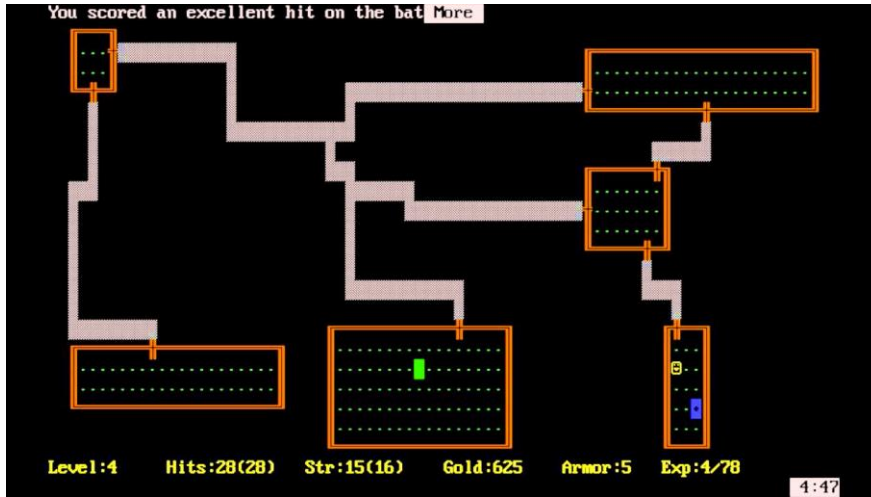 You scored an excellent hit on the bat More
Level:4 Hits:28(28) Str:15(16) Gold:625 Armor:5 Exp:4/78
4:47